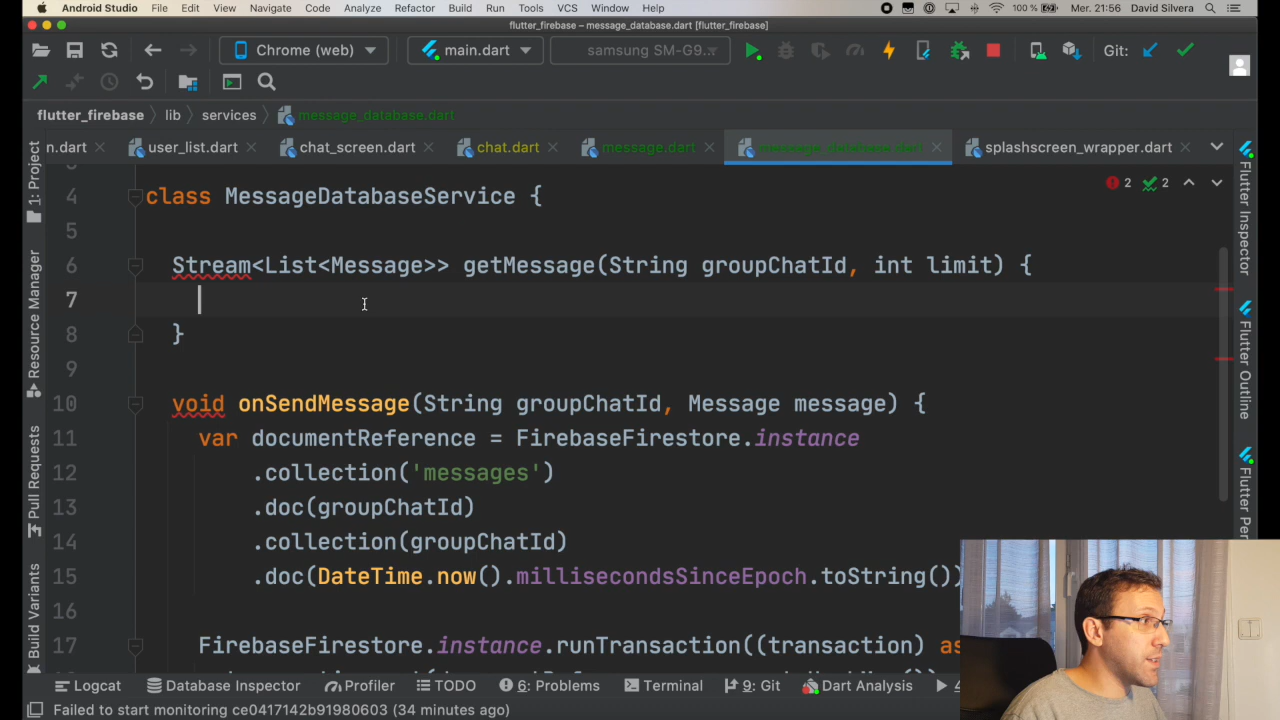 Android Studio File Edit View Navigate Code Analyze Refactor Build Run Tools VCS Window Help 100 % Mer. 21:56 David Silvera
flutter_firebase – message_database.dart [flutter_firebase]
Chrome (web) main.dart samsung SM-G9.. Git:
flutter_firebase lib services message_database.dart
n.dart user_list.dart chat_screen.dart chat.dart message.dart message_database.dart splashscreen_wrapper.dart
4 class MessageDatabaseService {
2 2
5
6 Stream<List<Message>> getMessage(String groupChatId, int limit) {
7
8 }
9
10 void onSendMessage(String groupChatId, Message message) {
11 var documentReference = FirebaseFirestore.instance
12 .collection('messages')
13 .doc(groupChatId)
14 .collection(groupChatId)
15 .doc(DateTime.now().millisecondsSinceEpoch.toString())
16
17 FirebaseFirestore.instance.runTransaction((transaction) as
1: Project
Resource Manager
Pull Requests
Build Variants
Flutter Inspector
Flutter Outline
Flutter Per
Logcat Database Inspector Profiler TODO 6: Problems Terminal 9: Git Dart Analysis
Failed to start monitoring ce0417142b91980603 (34 minutes ago)